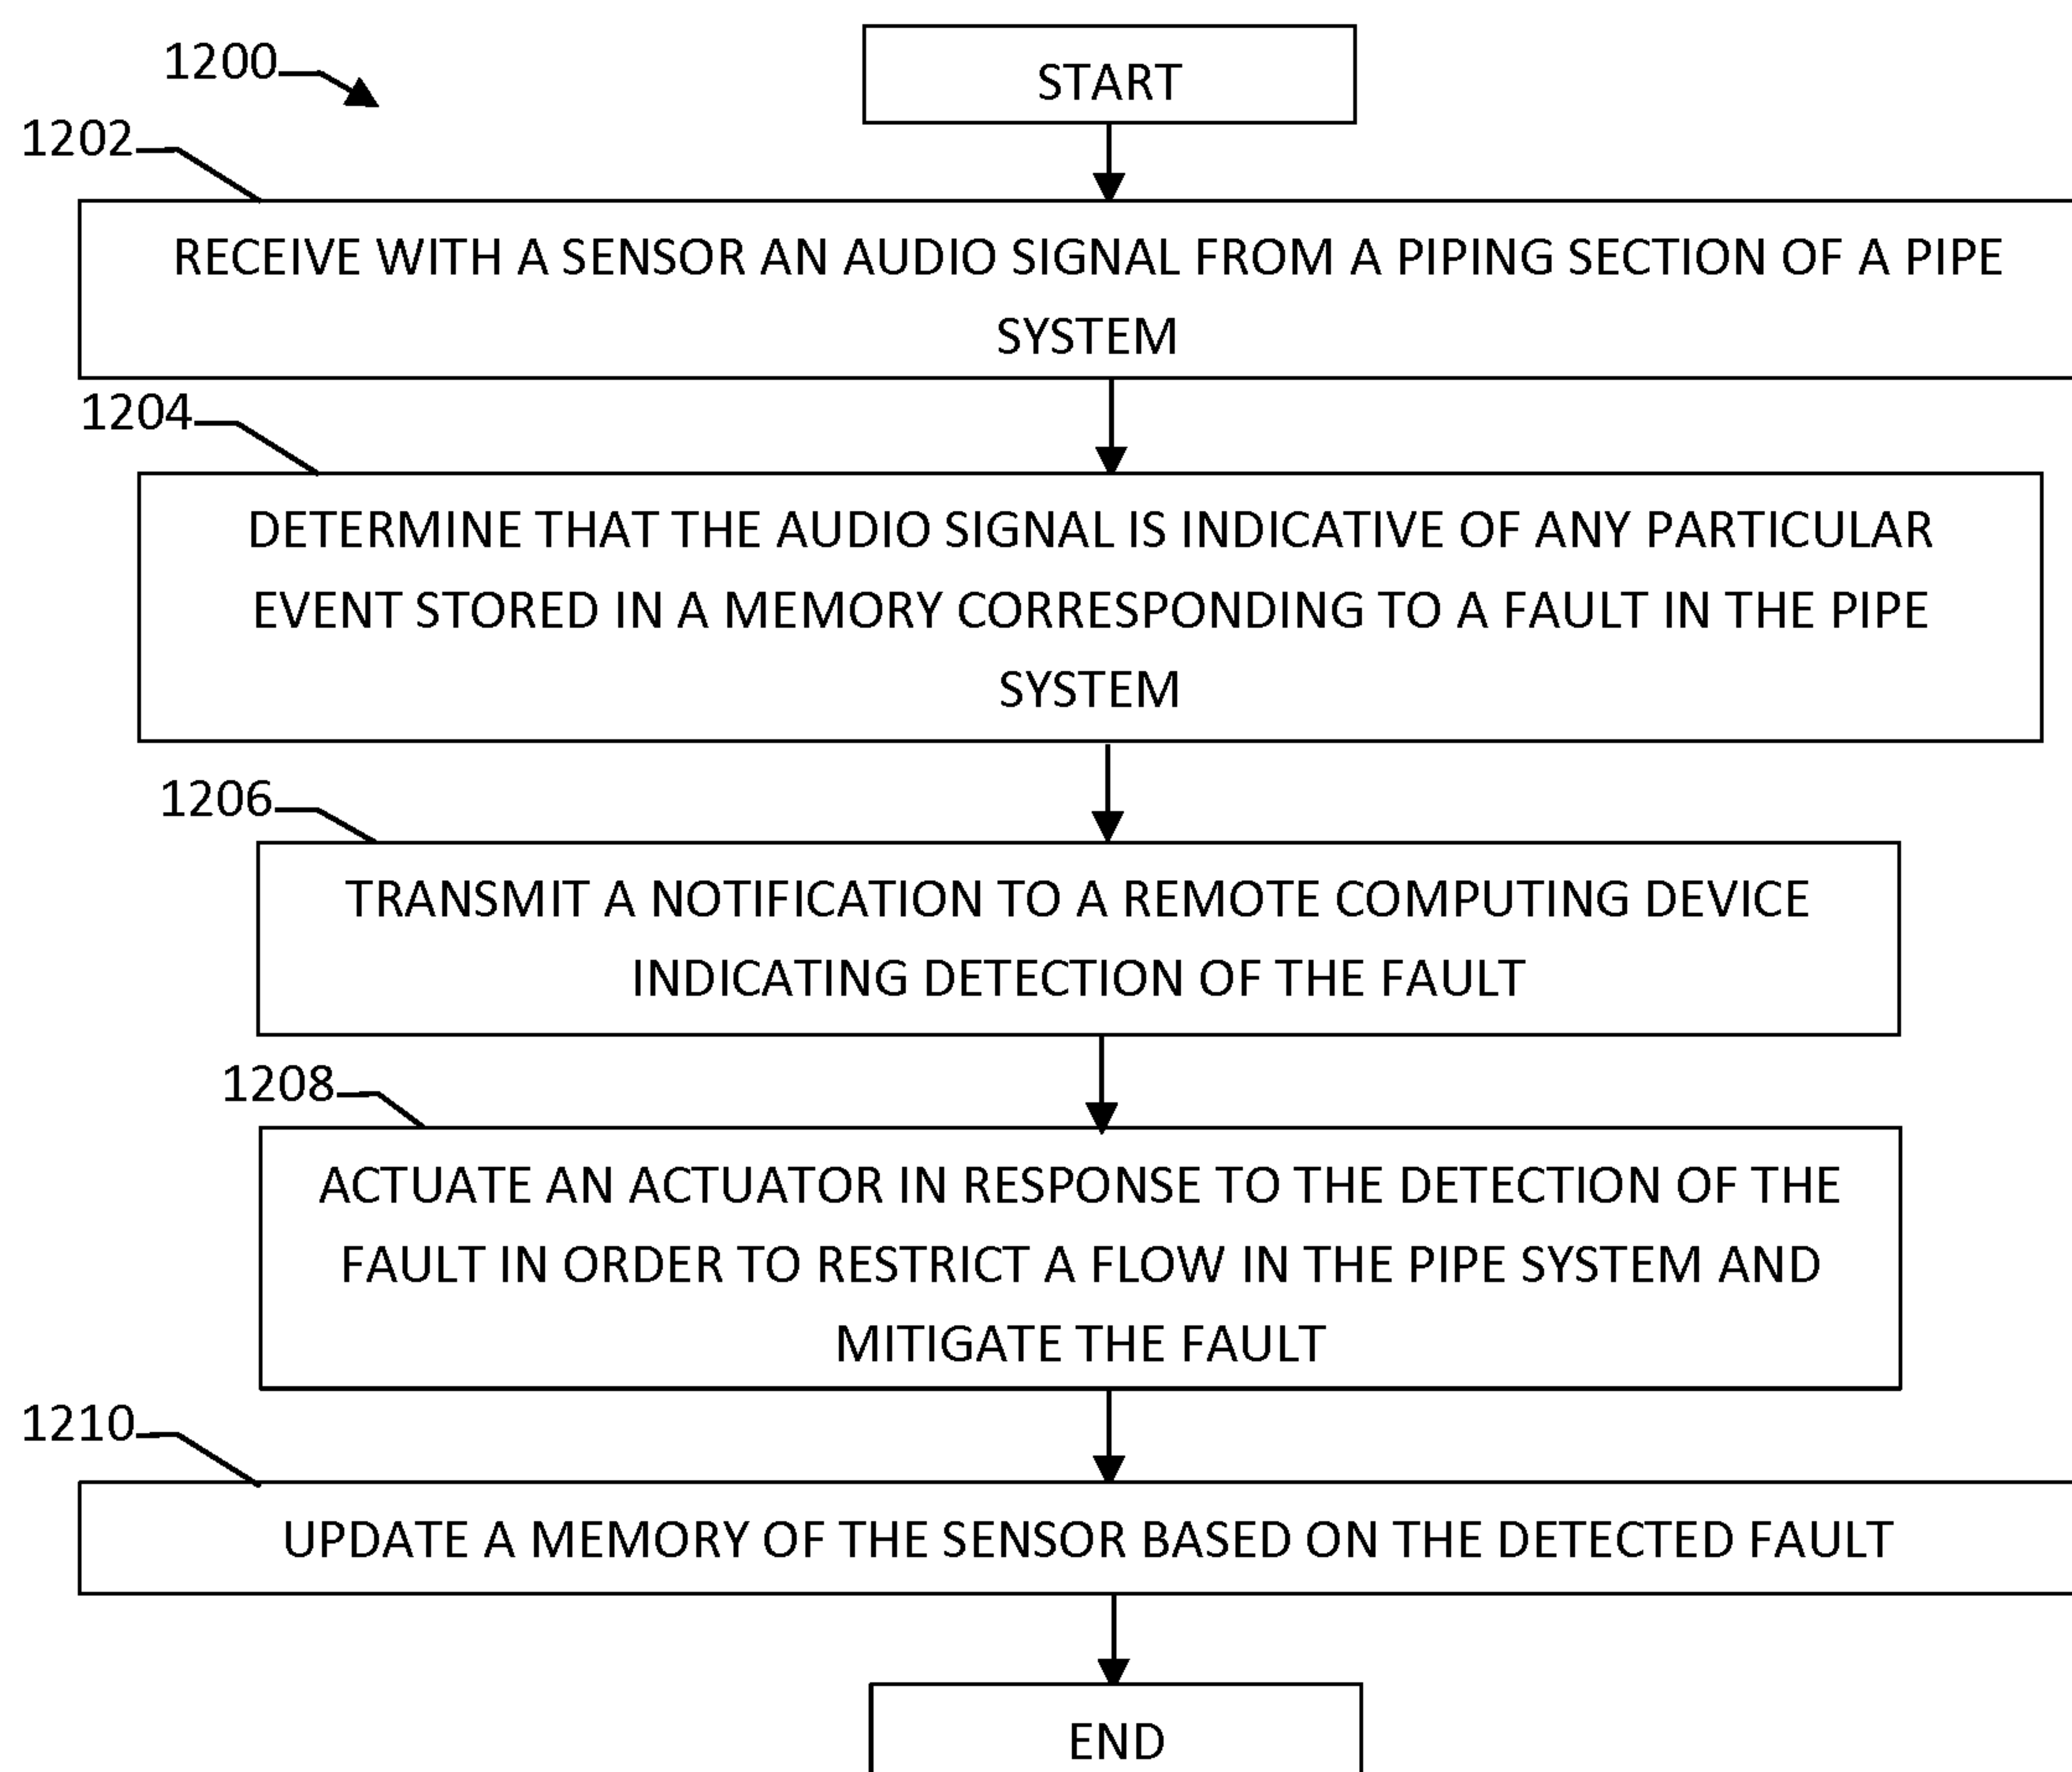 1200
START
1202
RECEIVE WITH A SENSOR AN AUDIO SIGNAL FROM A PIPING SECTION OF A PIPE
SYSTEM
1204
DETERMINE THAT THE AUDIO SIGNAL IS INDICATIVE OF ANY PARTICULAR
EVENT STORED IN A MEMORY CORRESPONDING TO A FAULT IN THE PIPE
SYSTEM
1206
TRANSMIT A NOTIFICATION TO A REMOTE COMPUTING DEVICE
INDICATING DETECTION OF THE FAULT
1208
ACTUATE AN ACTUATOR IN RESPONSE TO THE DETECTION OF THE
FAULT IN ORDER TO RESTRICT A FLOW IN THE PIPE SYSTEM AND
MITIGATE THE FAULT
1210
UPDATE A MEMORY OF THE SENSOR BASED ON THE DETECTED FAULT
END